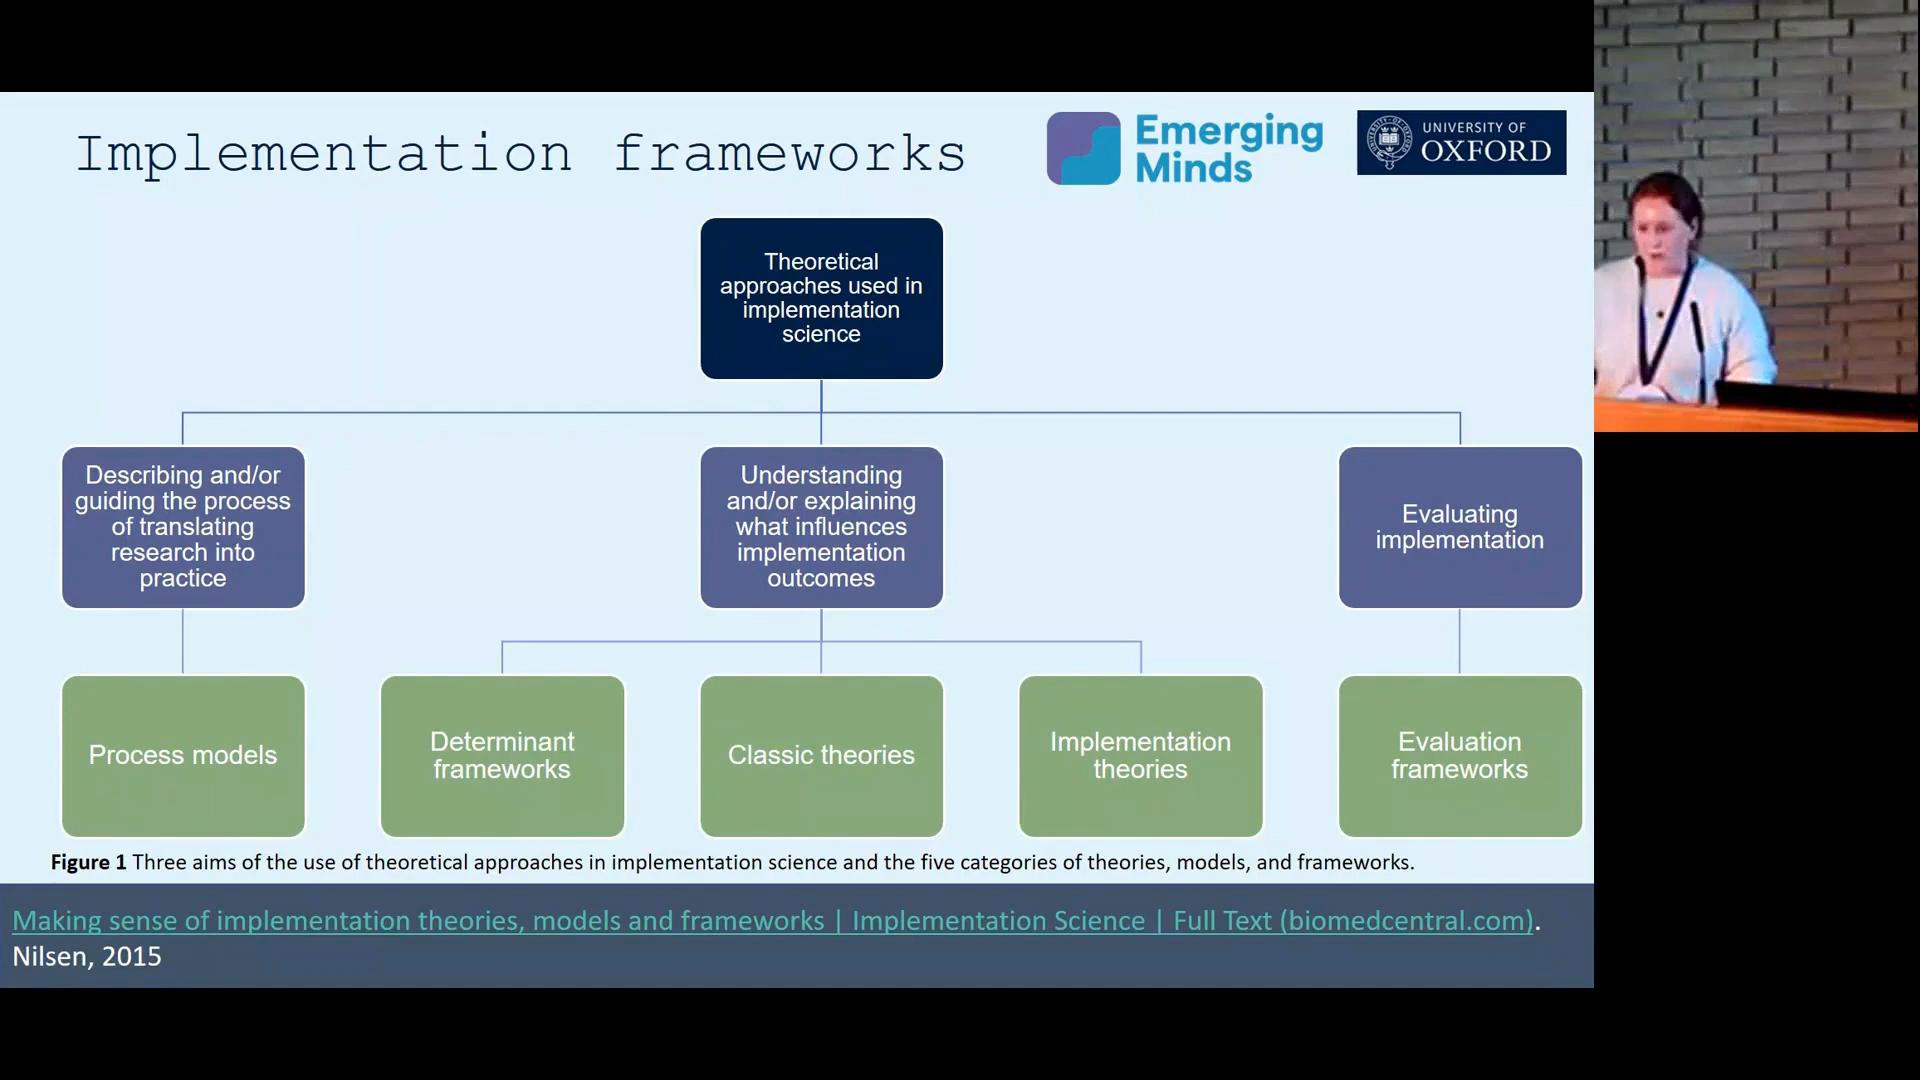 Implementation frameworks
Emerging
Minds
UNIVERSITY OF
OXFORD
Theoretical
approaches used in
implementation
science
Describing and/or
guiding the process
of translating
research into
practice
Understanding
and/or explaining
what influences
implementation
outcomes
Evaluating
implementation
Process models
Determinant
frameworks
Classic theories
Implementation
theories
Evaluation
frameworks
Figure 1 Three aims of the use of theoretical approaches in implementation science and the five categories of theories, models, and frameworks.
Making sense of implementation theories, models and frameworks | Implementation Science | Full Text (biomedcentral.com).
Nilsen, 2015